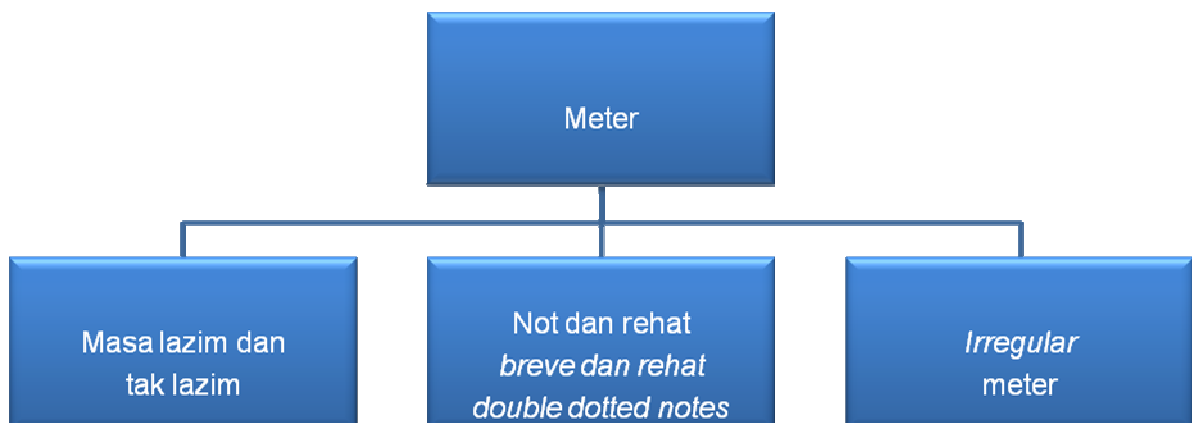 Meter
Masa lazim dan
tak lazim
Not dan rehat
breve dan rehat
double dotted notes
Irregular
meter